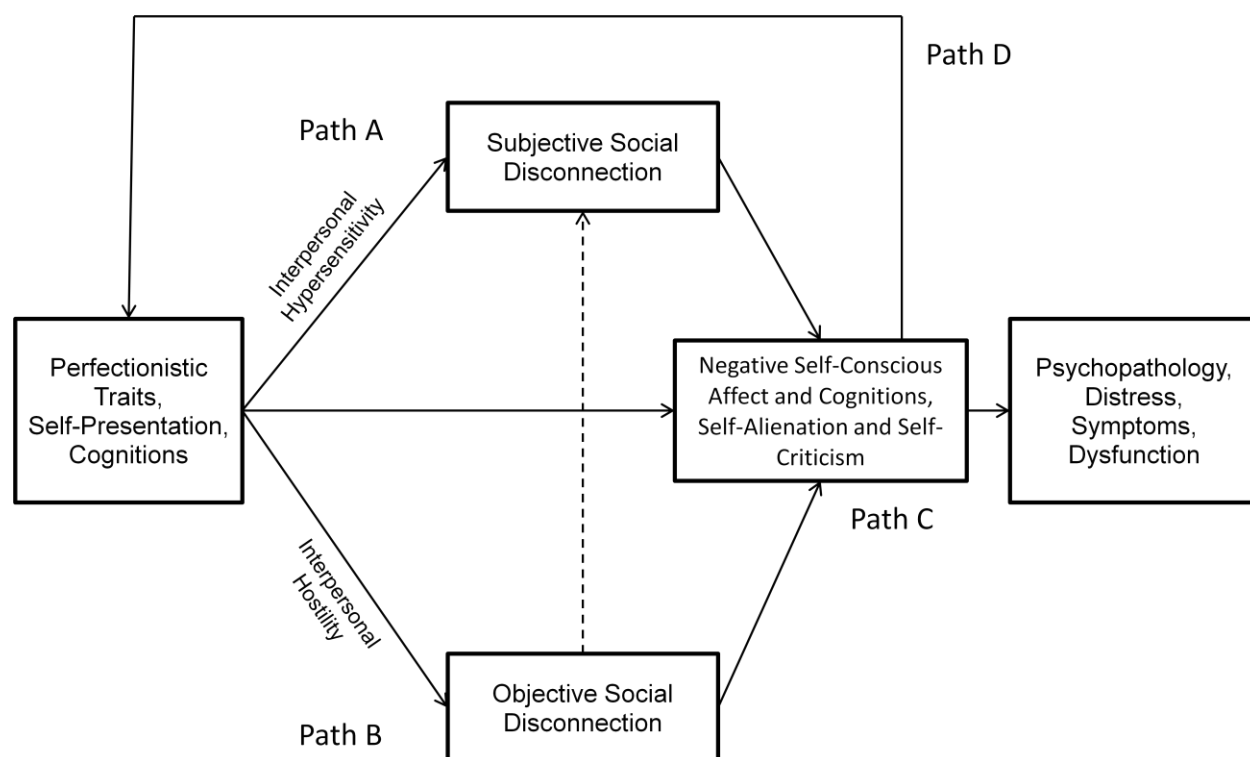 Path D
Path A
Subjective Social
Disconnection
Interpersonal
Hypersensitivity
Perfectionistic
Traits,
Self-Presentation,
Cognitions
Negative Self-Conscious
Affect and Cognitions,
Self-Alienation and Self-
Criticism
Psychopathology,
Distress,
Symptoms,
Dysfunction
Path C
Interpersonal
Hostility
Objective Social
Disconnection
Path B